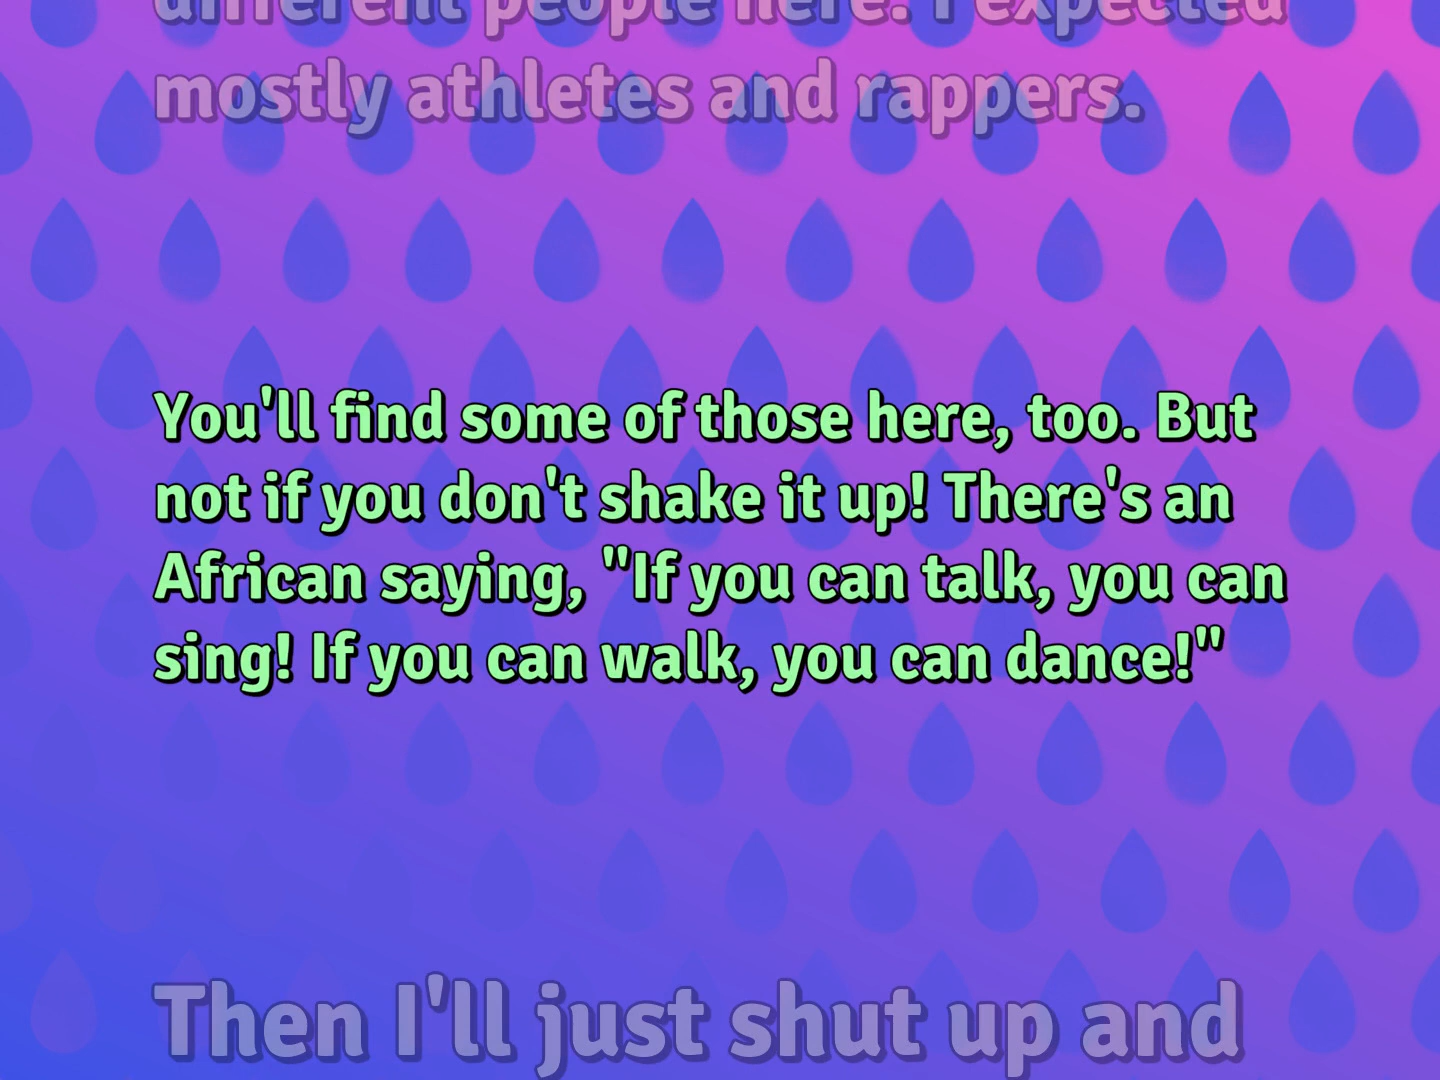 different people here. I expected
mostly athletes and rappers.
You'll find some of those here, too. But
not if you don't shake it up! There's an
African saying, "If you can talk, you can
sing! If you can walk, you can dance!"
Then I'll just shut up and